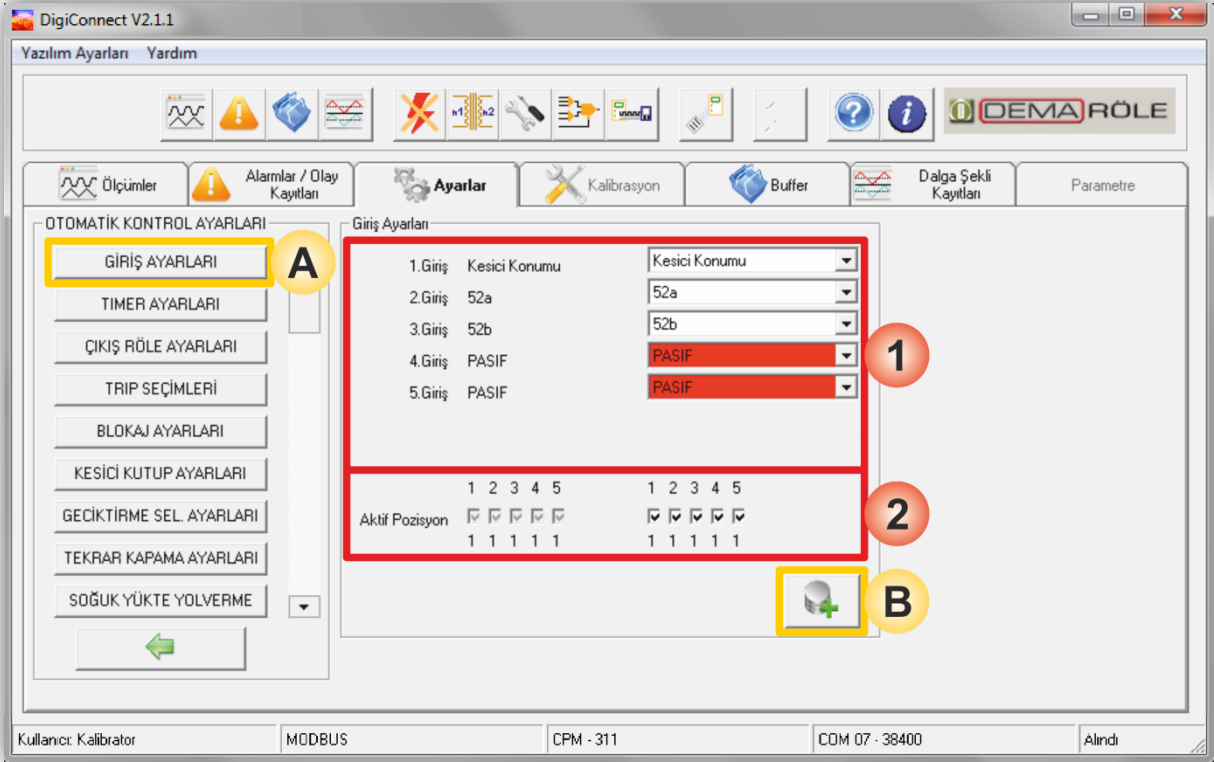 DigiConnect V2.1.1
Yazılım Ayarları Yardım
n1 n2
DEMA RÖLE
Ölçümler
Alarmlar / Olay Kayıtları
Ayarlar
Kalibrasyon
Buffer
Dalga Şekli Kayıtları
Parametre
OTOMATİK KONTROL AYARLARI
GİRİŞ AYARLARI
A
TIMER AYARLARI
ÇIKIŞ RÖLE AYARLARI
TRIP SEÇİMLERİ
BLOKAJ AYARLARI
KESİCİ KUTUP AYARLARI
GECİKTİRME SEL. AYARLARI
TEKRAR KAPAMA AYARLARI
SOĞUK YÜKTE YOLVERME
Giriş Ayarları
1.Giriş Kesici Konumu Kesici Konumu
2.Giriş 52a 52a
3.Giriş 52b 52b
4.Giriş PASIF PASIF
5.Giriş PASIF PASIF
1
1 2 3 4 5 1 2 3 4 5
Aktif Pozisyon
1 1 1 1 1 1 1 1 1 1
2
B
Kullanıcı: Kalibrator MODBUS CPM - 311 COM 07 - 38400 Alındı